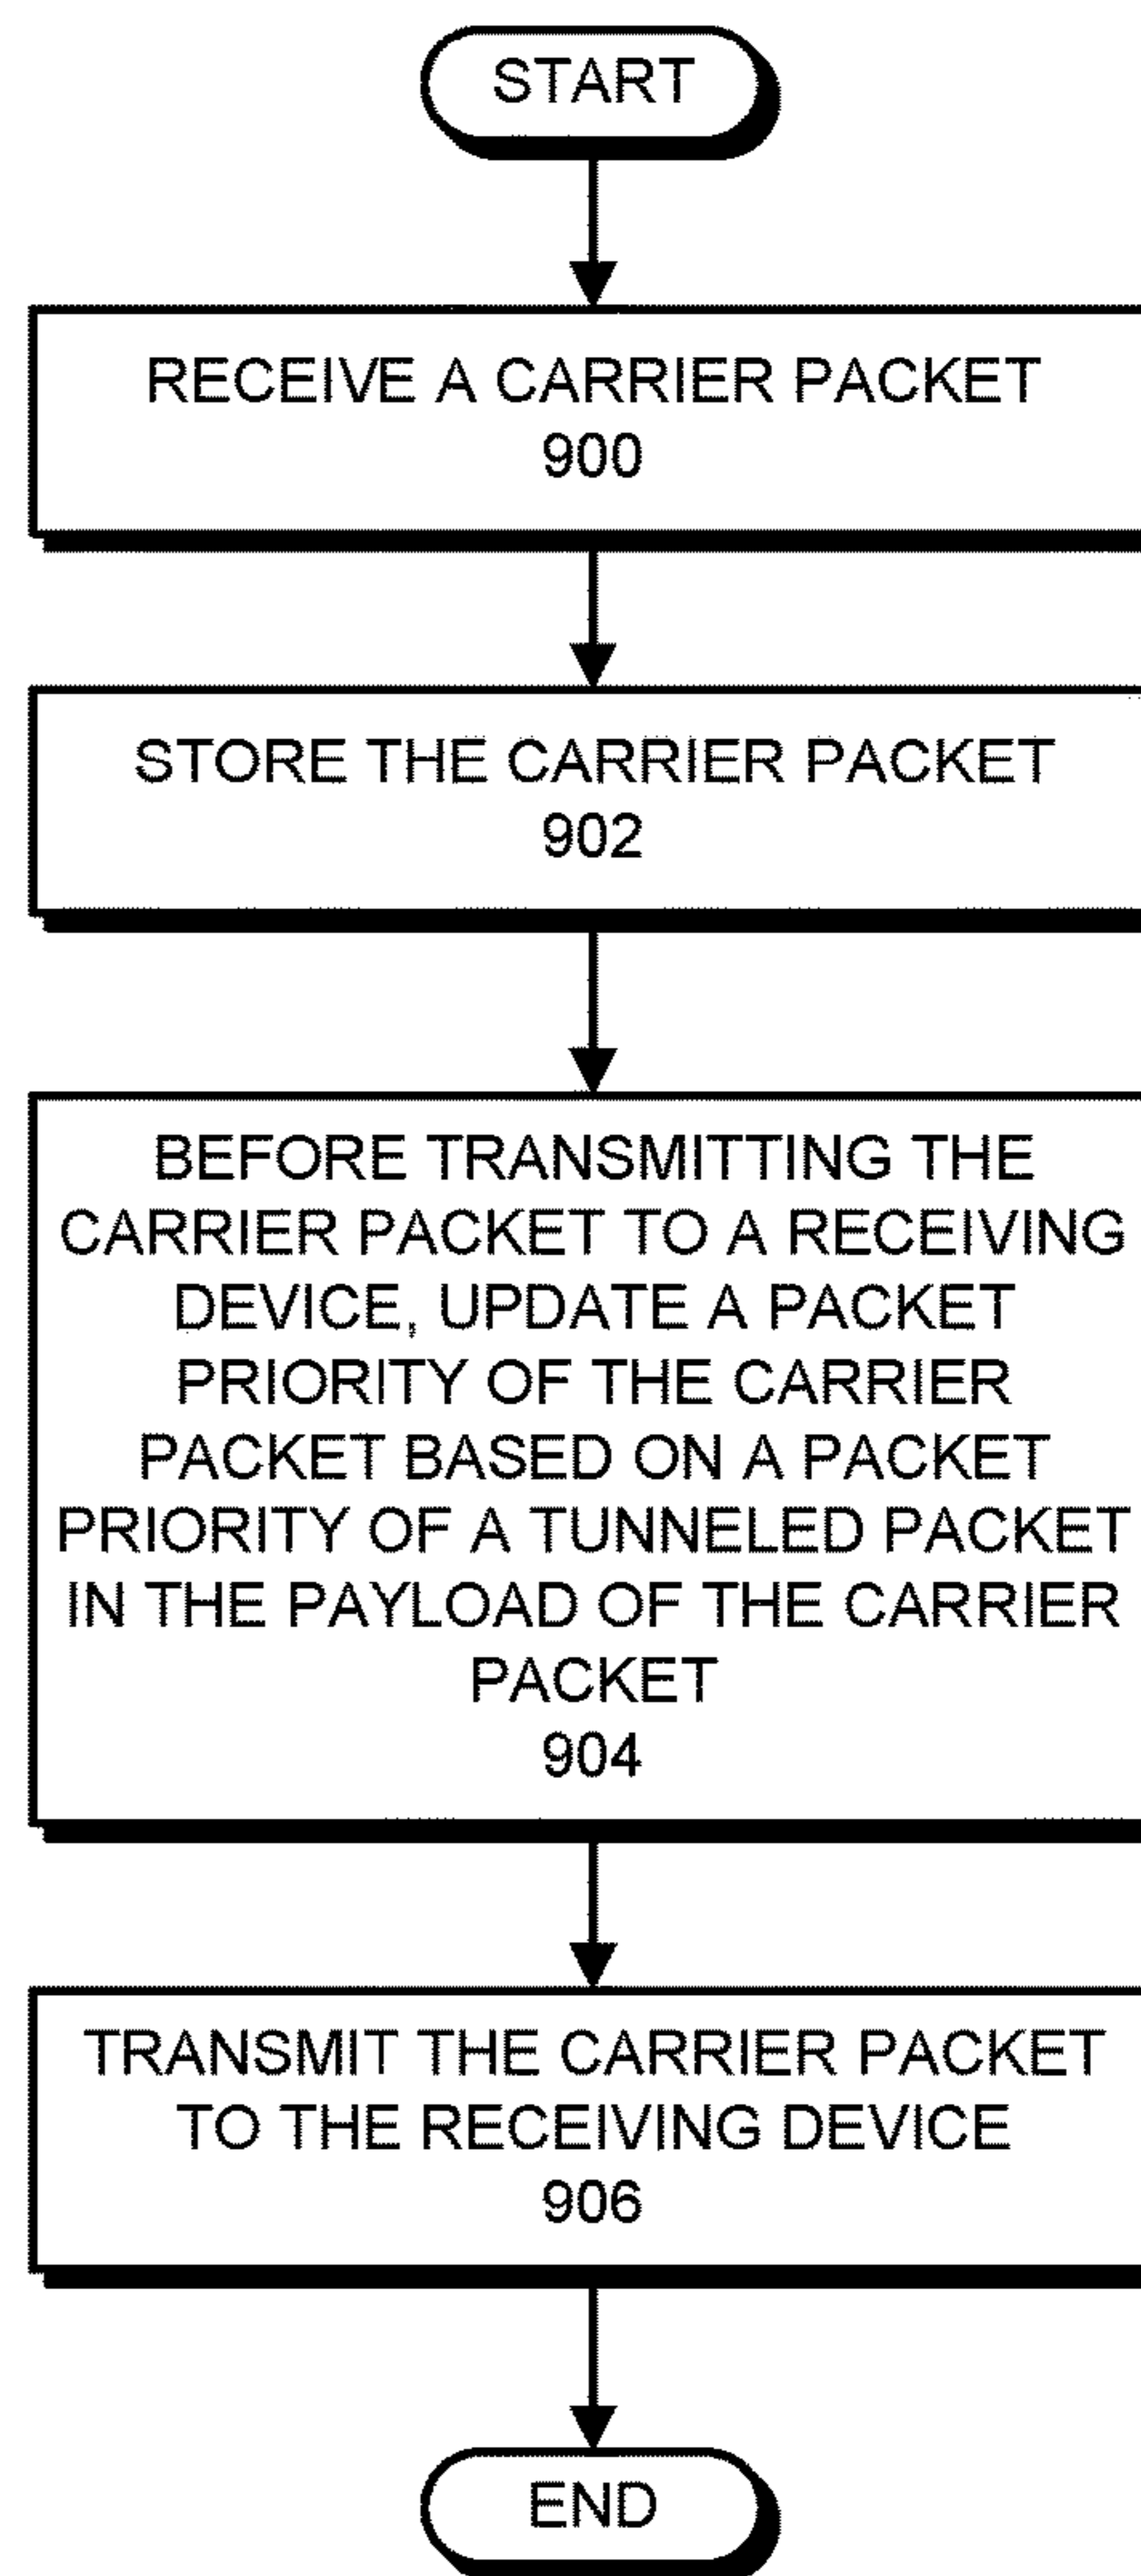 START
RECEIVE A CARRIER PACKET
900
STORE THE CARRIER PACKET
902
BEFORE TRANSMITTING THE
CARRIER PACKET TO A RECEIVING
DEVICE, UPDATE A PACKET
PRIORITY OF THE CARRIER
PACKET BASED ON A PACKET
PRIORITY OF A TUNNELED PACKET
IN THE PAYLOAD OF THE CARRIER
PACKET
904
TRANSMIT THE CARRIER PACKET
TO THE RECEIVING DEVICE
906
END